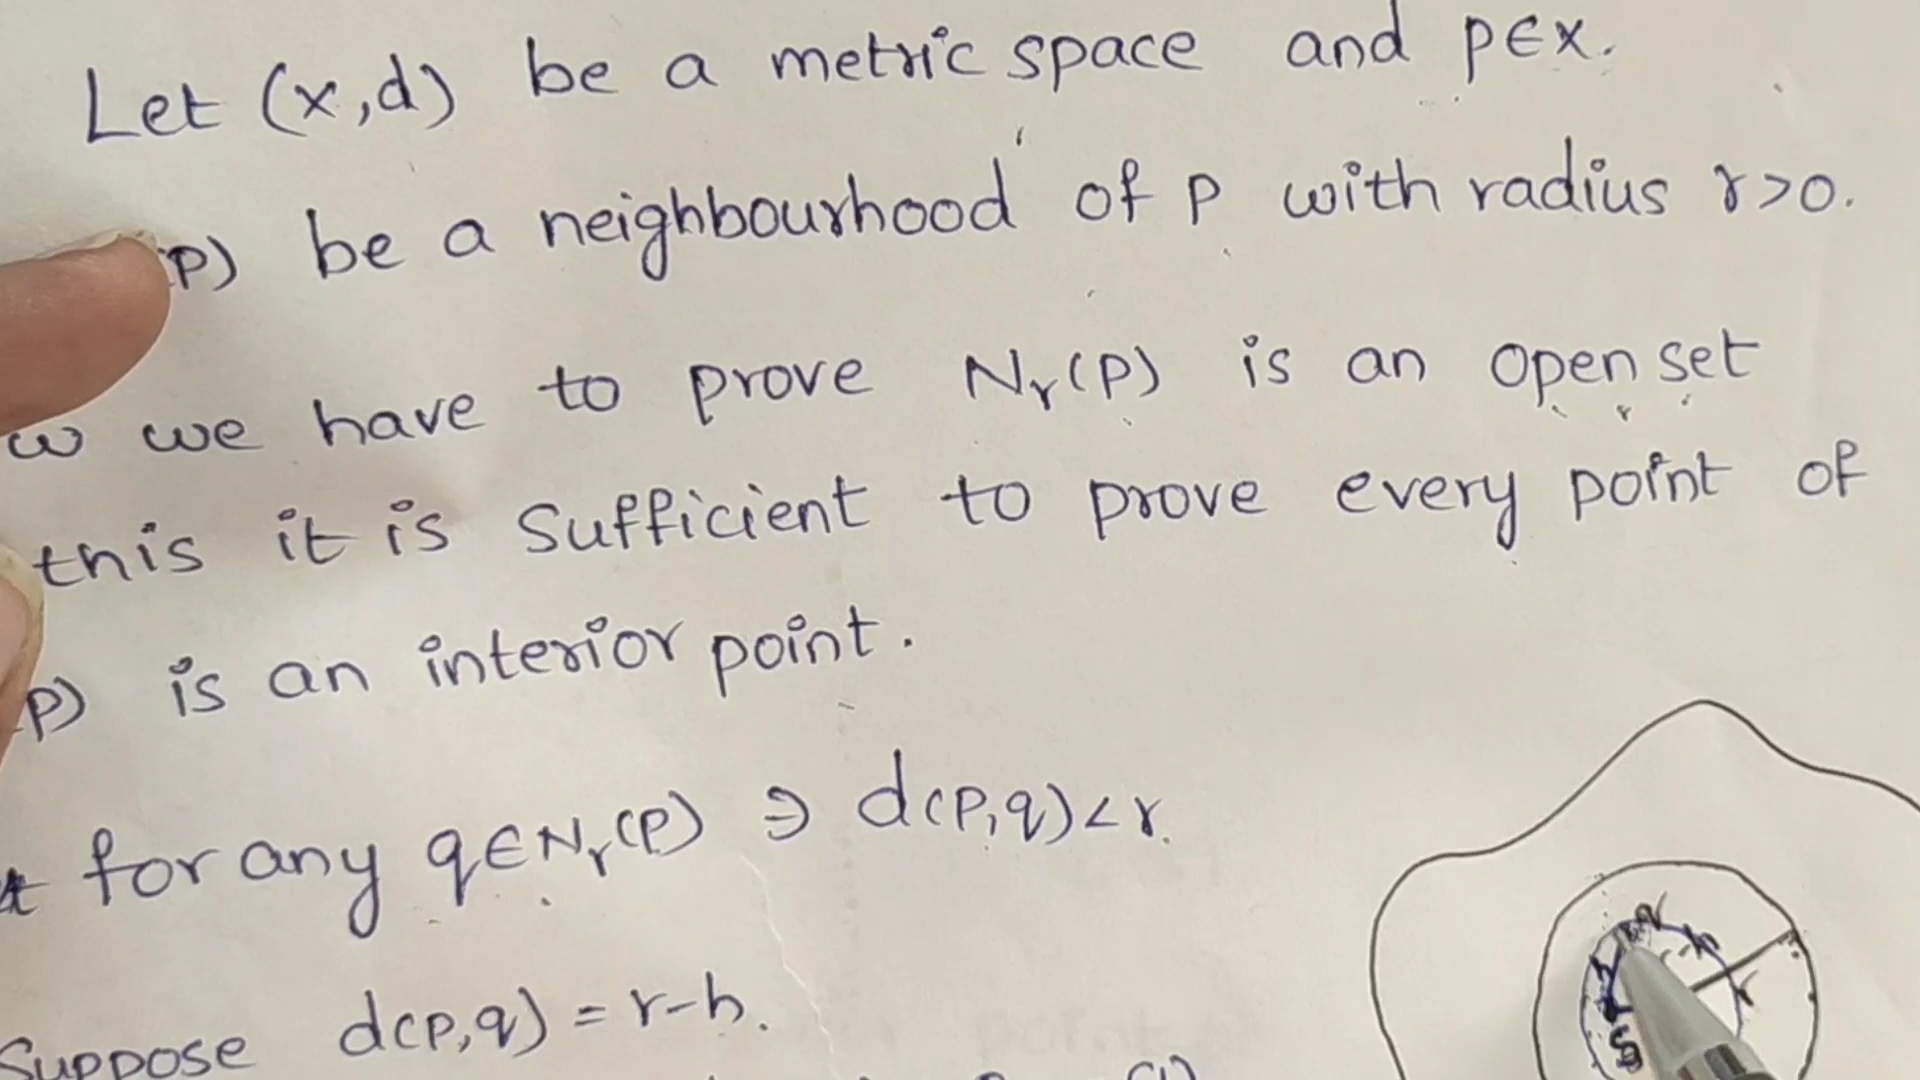 Let (x,d) be a metric space and p∈x.
p) be a neighbourhood of p with radius r>0.
w we have to prove Nr(p) is an open set
this it is sufficient to prove every point of
p) is an interior point.
for any q∈Nr(p) ⇒ d(p,q)<r.
Suppose d(p,q) = r-h.
(1)
q
r
h
S